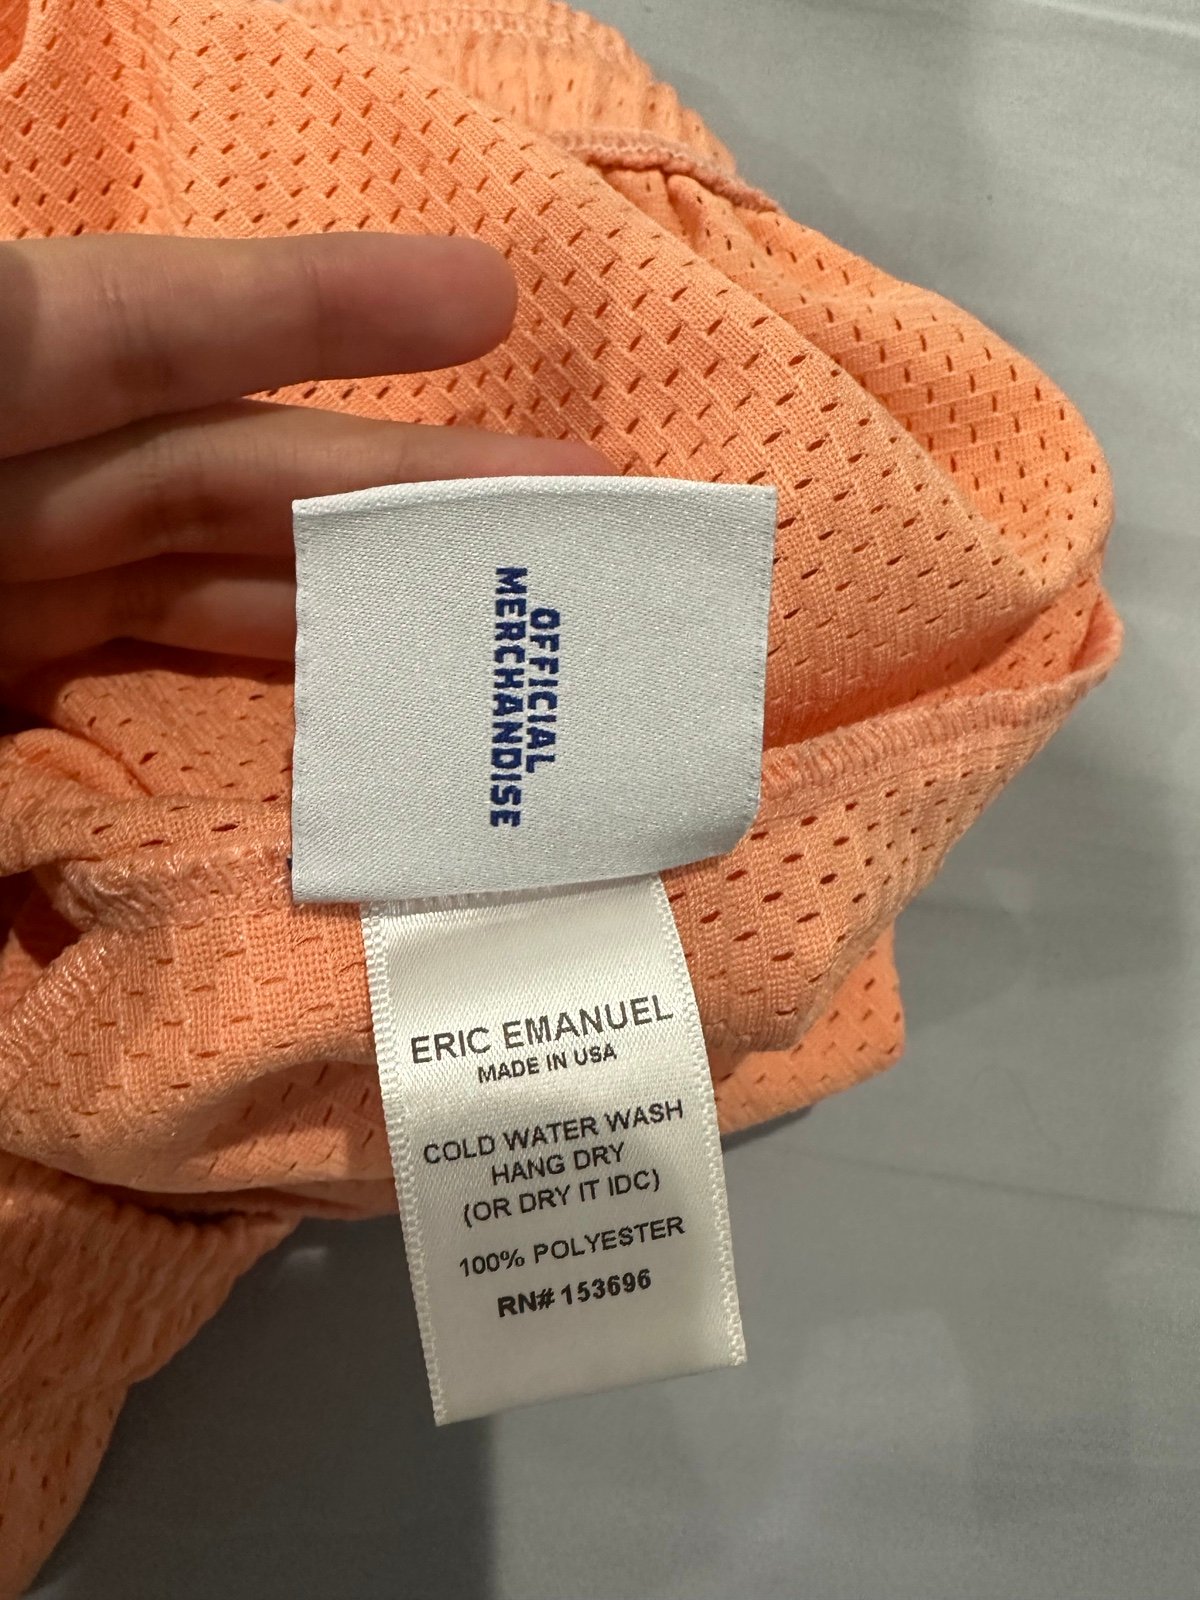 OFFICIAL
MERCHANDISE
ERIC EMANUEL
MADE IN USA
COLD WATER WASH
HANG DRY
(OR DRY IT IDC)
100% POLYESTER
RN# 153696